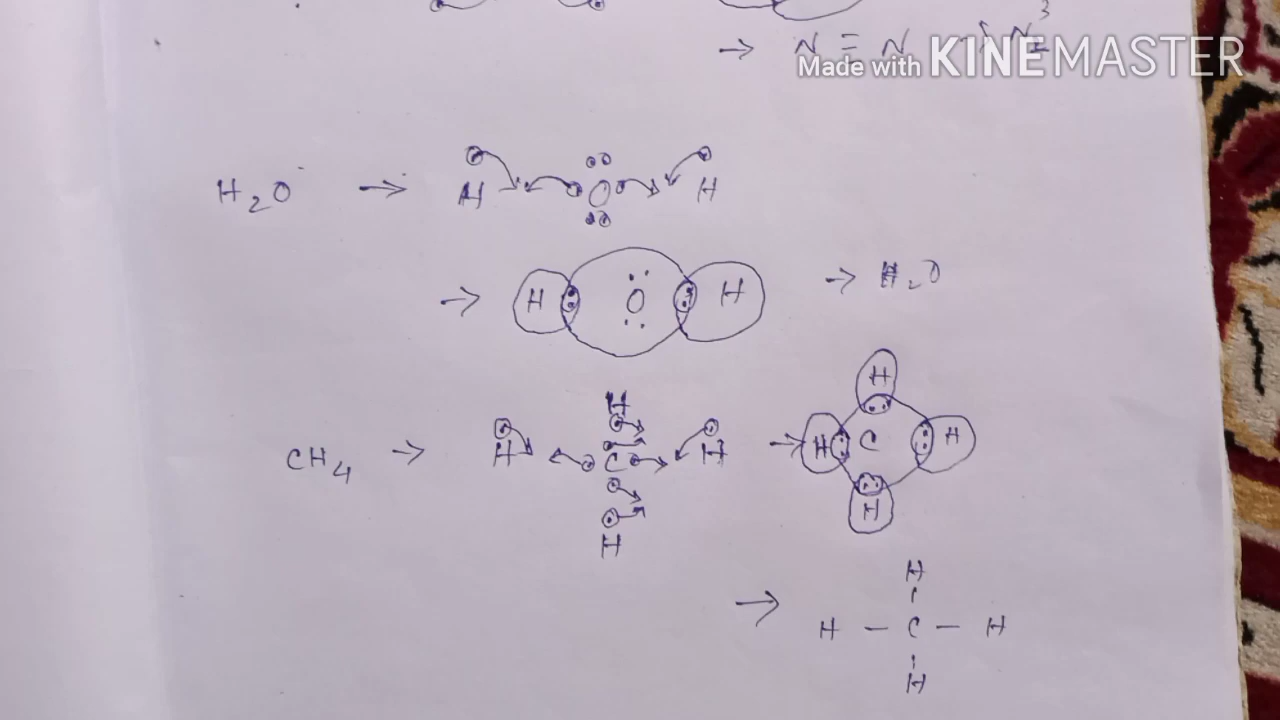 → N ≡ N
Made with KINEMASTER
H₂O → H O H
→ H O H → H₂O
H
CH₄ → H C H → H C H
H
H
H
→ H
H – C – H
H